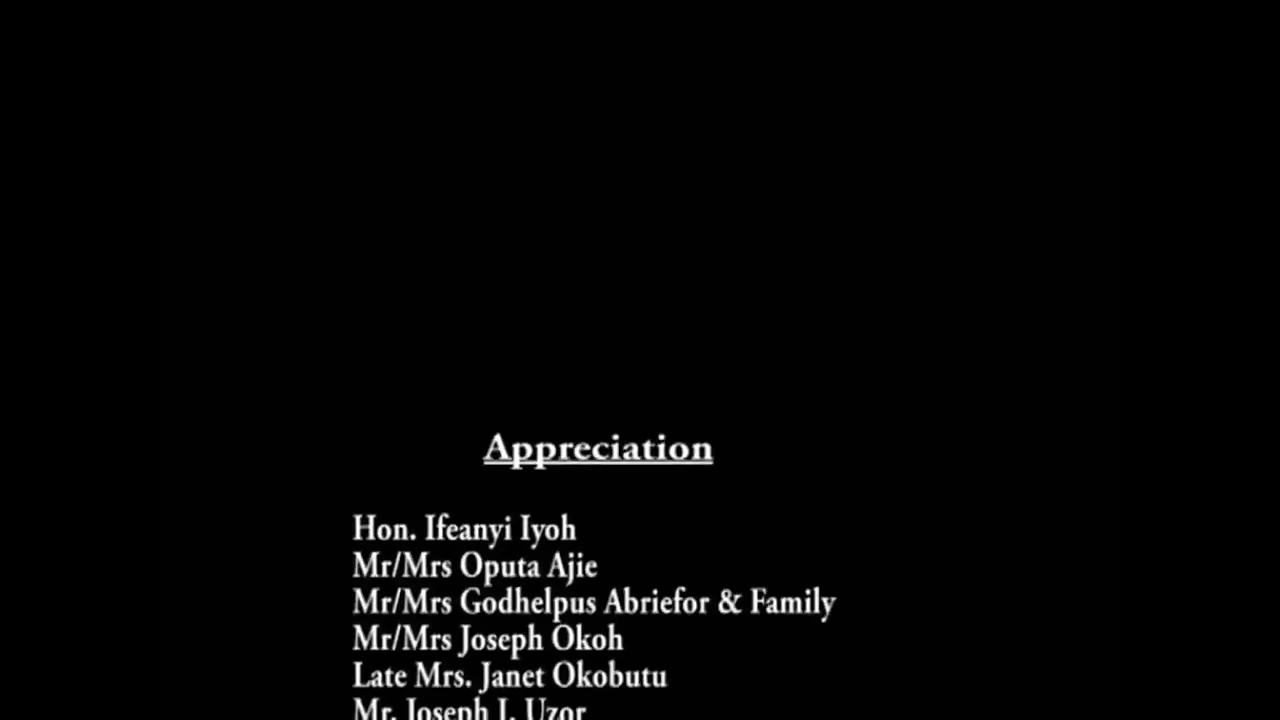 Appreciation
Hon. Ifeanyi Iyoh
Mr/Mrs Oputa Ajie
Mr/Mrs Godhelpus Abriefor & Family
Mr/Mrs Joseph Okoh
Late Mrs. Janet Okobutu
Mr. Joseph I. Uzor